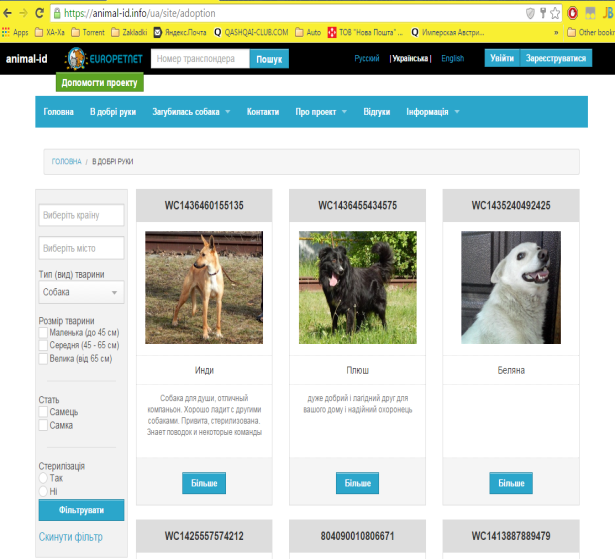 https://animal-id.info/ua/site/adoption
Apps ХА-Ха Torrent Zakladki Яндекс.Почта QASHQAI-CLUB.COM Auto ТОВ "Нова Пошта"... Имперская Австри... » Other bookr
animal-id EUROPETNET Номер транспондера Пошук Русский |Українська| English Увійти Зареєструватися
Допомогти проекту
Головна В добрі руки Загубилась собака Контакти Про проект Відгуки Інформація
ГОЛОВНА / В ДОБРІ РУКИ
Виберіть країну
Виберіть місто
Тип (вид) тварини
Собака
Розмір тварини
Маленька (до 45 см)
Середня (45 - 65 см)
Велика (від 65 см)
Стать
Самець
Самка
Стерилізація
Так
Ні
Фільтрувати
Скинути фільтр
WC1436460155135
Инди
Собака для души, отличный
компаньон. Хорошо ладит с другими
собаками. Привита, стерилизована.
Знает поводок и некоторые команды
Більше
WC1436455434575
Плюш
дуже добрий і лагідний друг для
вашого дому і надійний охоронець
Більше
WC1435240492425
Беляна
Більше
WC1425557574212
804090010806671
WC1413887889479